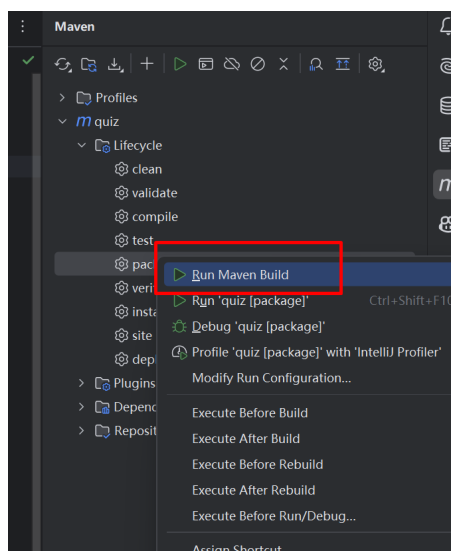 Maven
Profiles
quiz
Lifecycle
clean
validate
compile
test
Run Maven Build
Run 'quiz [package]' Ctrl+Shift+F10
Debug 'quiz [package]'
Profile 'quiz [package]' with 'IntelliJ Profiler'
Modify Run Configuration...
site
Plugins
Execute Before Build
Execute After Build
Execute Before Rebuild
Execute After Rebuild
Execute Before Run/Debug...
Assign Shortcut